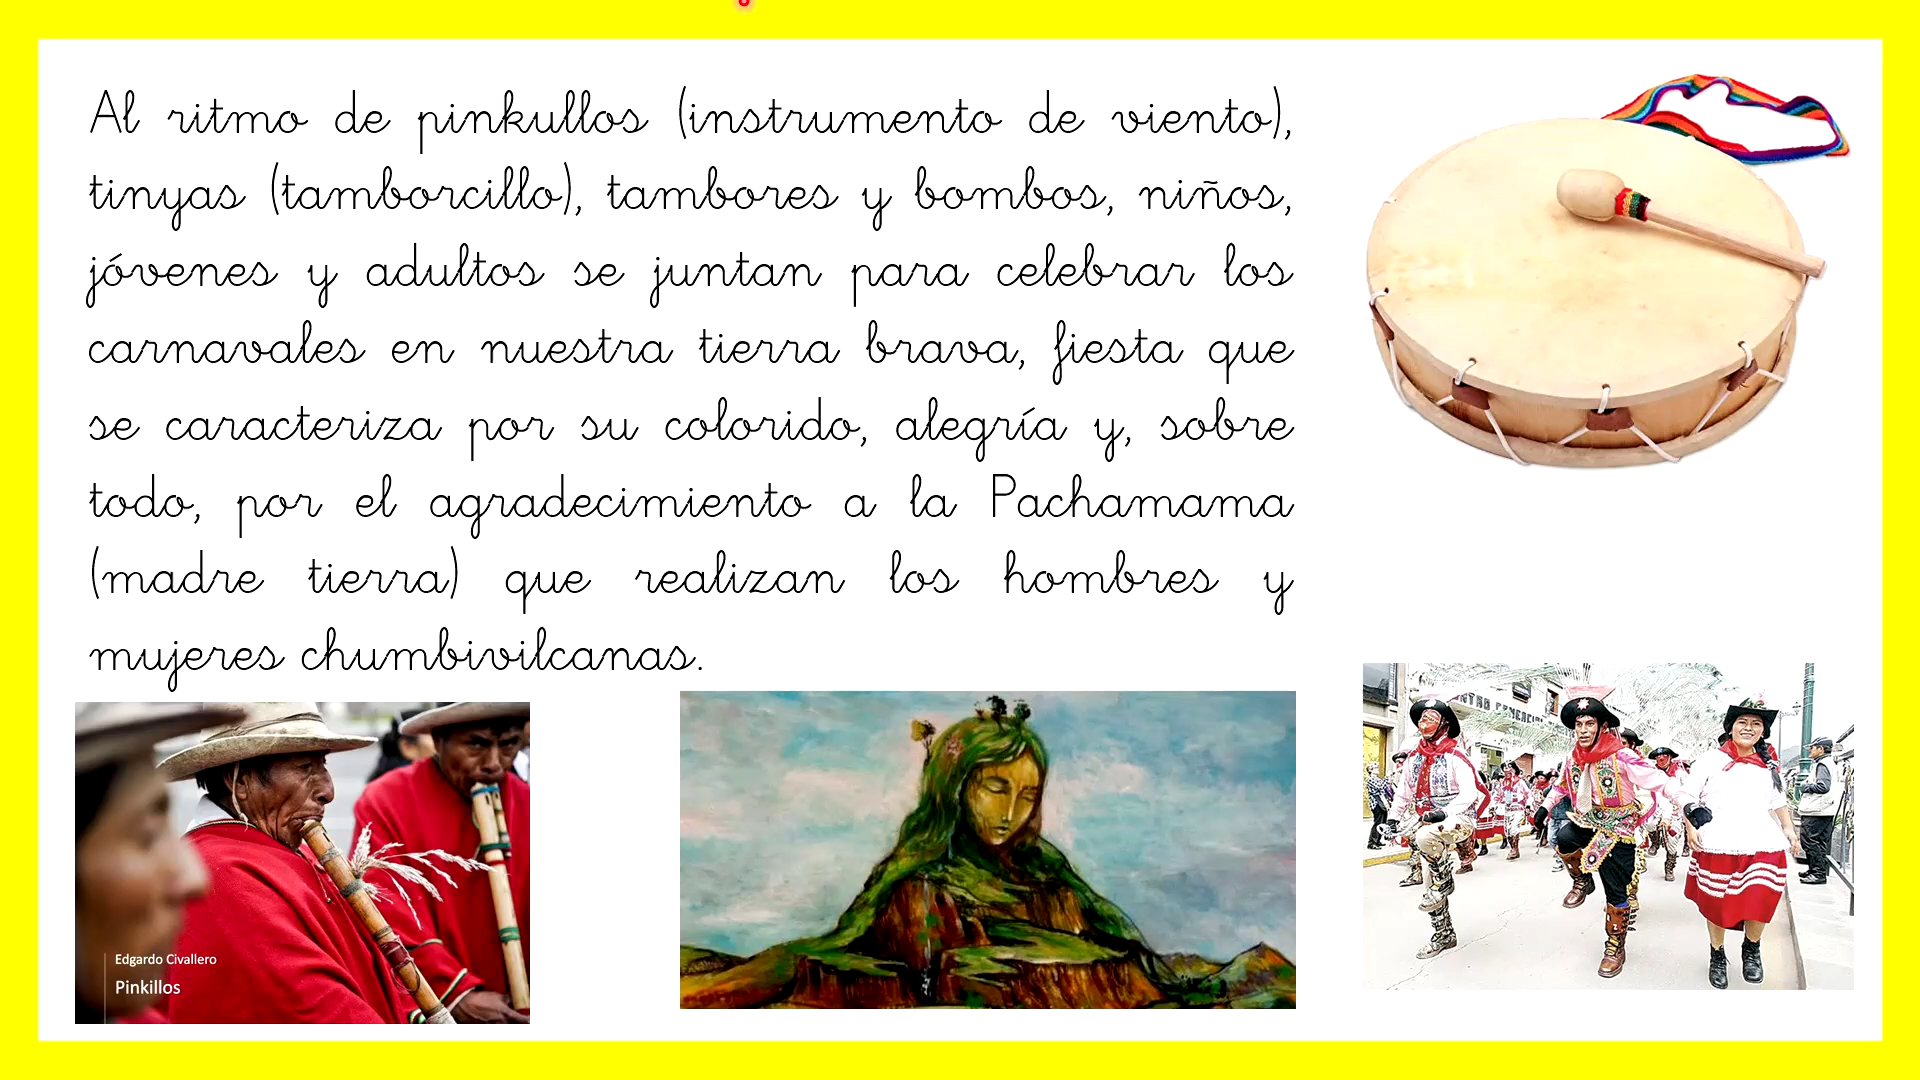 Al ritmo de pinkullos (instrumento de viento),
tinyas (tamborcillo), tambores y bombos, niños,
jóvenes y adultos se juntan para celebrar los
carnavales en nuestra tierra brava, fiesta que
se caracteriza por su colorido, alegría y, sobre
todo, por el agradecimiento a la Pachamama
(madre tierra) que realizan los hombres y
mujeres chumbivilcanas.
Edgardo Civallero
Pinkillos